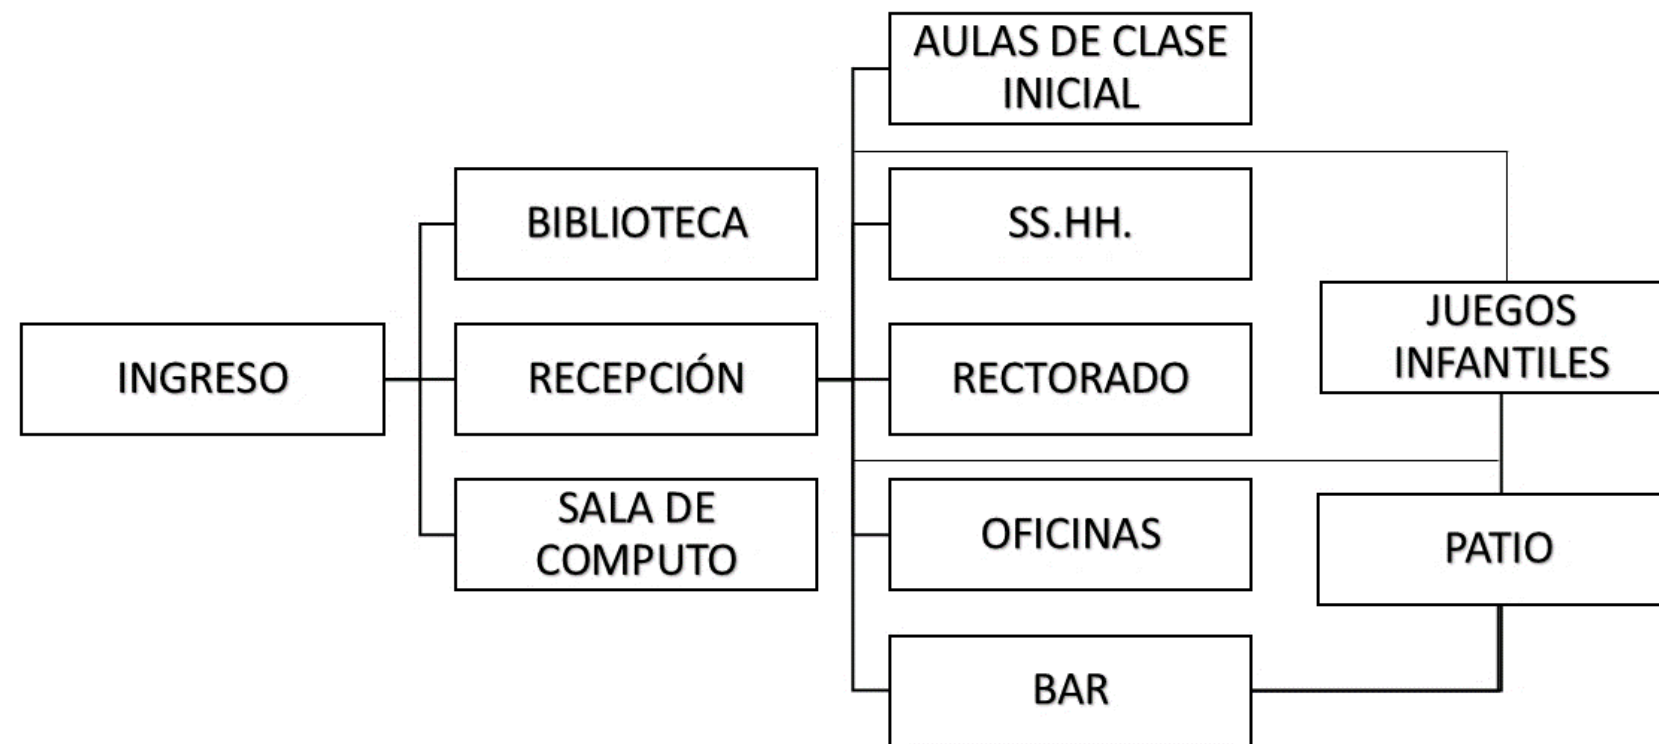 AULAS DE CLASE
INICIAL
BIBLIOTECA
SS.HH.
JUEGOS
INFANTILES
INGRESO
RECEPCIÓN
RECTORADO
SALA DE
COMPUTO
OFICINAS
PATIO
BAR